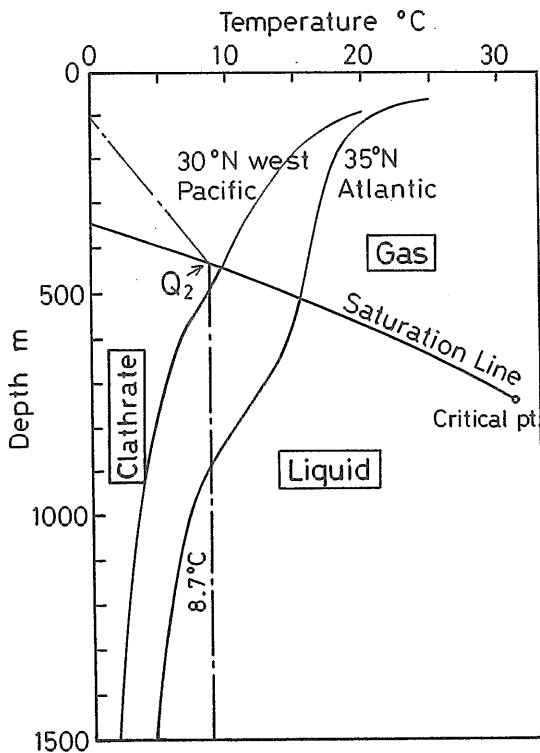 Temperature °C
0 10 20 30
0
500
1000
1500
Depth m
30°N west
Pacific
35°N
Atlantic
Gas
Q2
Saturation Line
Critical pt.
Clathrate
Liquid
8.7°C